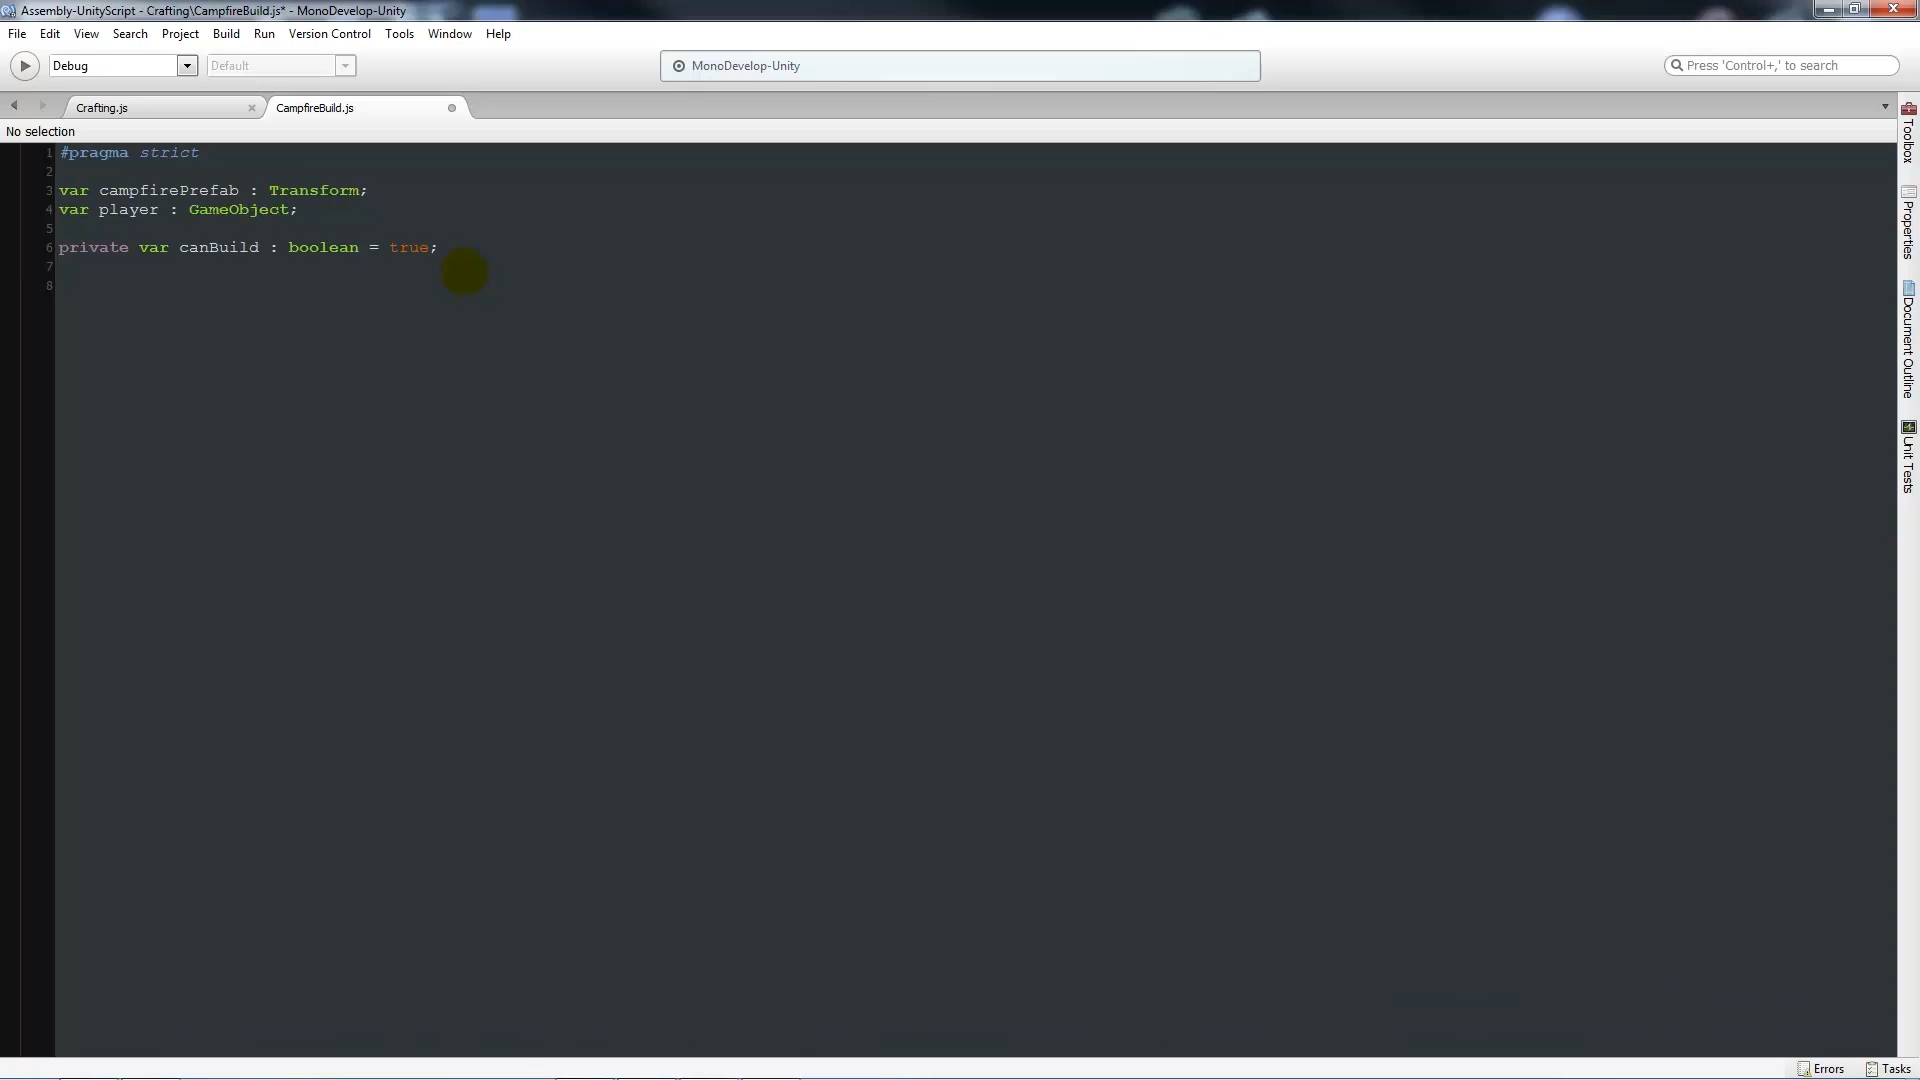 Assembly-UnityScript - Crafting\CampfireBuild.js* - MonoDevelop-Unity
File Edit View Search Project Build Run Version Control Tools Window Help
Debug Default MonoDevelop-Unity Press 'Control+,' to search
Crafting.js CampfireBuild.js
No selection
1 #pragma strict
2
3 var campfirePrefab : Transform;
4 var player : GameObject;
5
6 private var canBuild : boolean = true;
7
8
Toolbox
Properties
Document Outline
Unit Tests
Errors Tasks